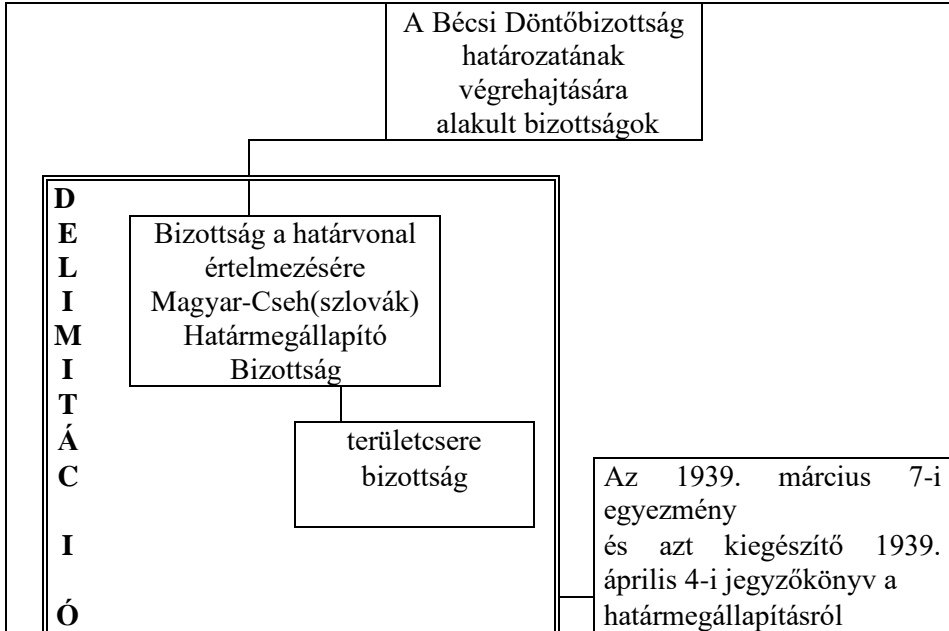 A Bécsi Döntőbizottság
határozatának
végrehajtására
alakult bizottságok
D
E
L
I
M
I
T
Á
C
I
Ó
Bizottság a határvonal
értelmezésére
Magyar-Cseh(szlovák)
Határmegállapító
Bizottság
területcsere
bizottság
Az 1939. március 7-i
egyezmény
és azt kiegészítő 1939.
április 4-i jegyzőkönyv a
határmegállapításról